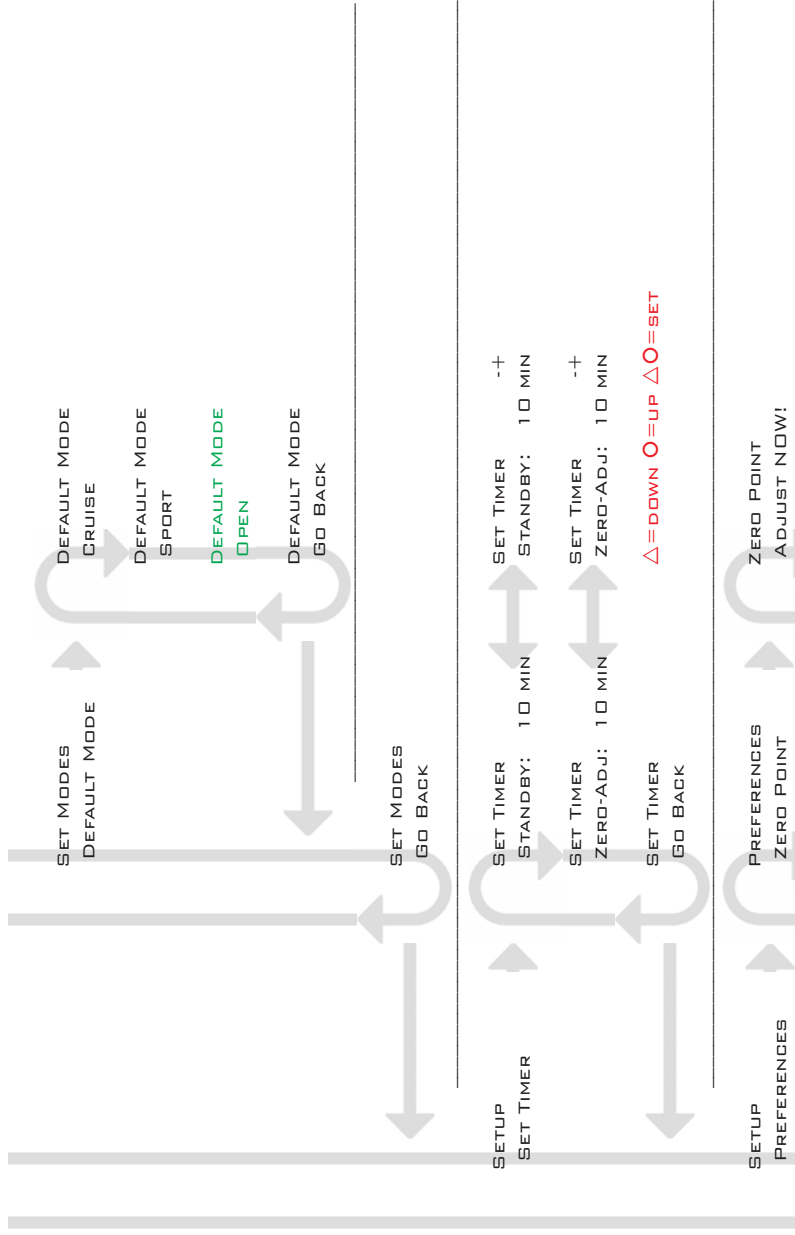 Set Modes
Default Mode
Default Mode
Cruise
Default Mode
Sport
Default Mode
Open
Default Mode
Go Back
Set Modes
Go Back
Setup
Set Timer
Set Timer
Standby: 10 min
Set Timer -+
Standby: 10 min
Set Timer
Zero-Adj: 10 min
Set Timer -+
Zero-Adj: 10 min
Set Timer
Go Back
△=down O=up △O=set
Setup
Preferences
Preferences
Zero Point
Zero Point
Adjust NOW!